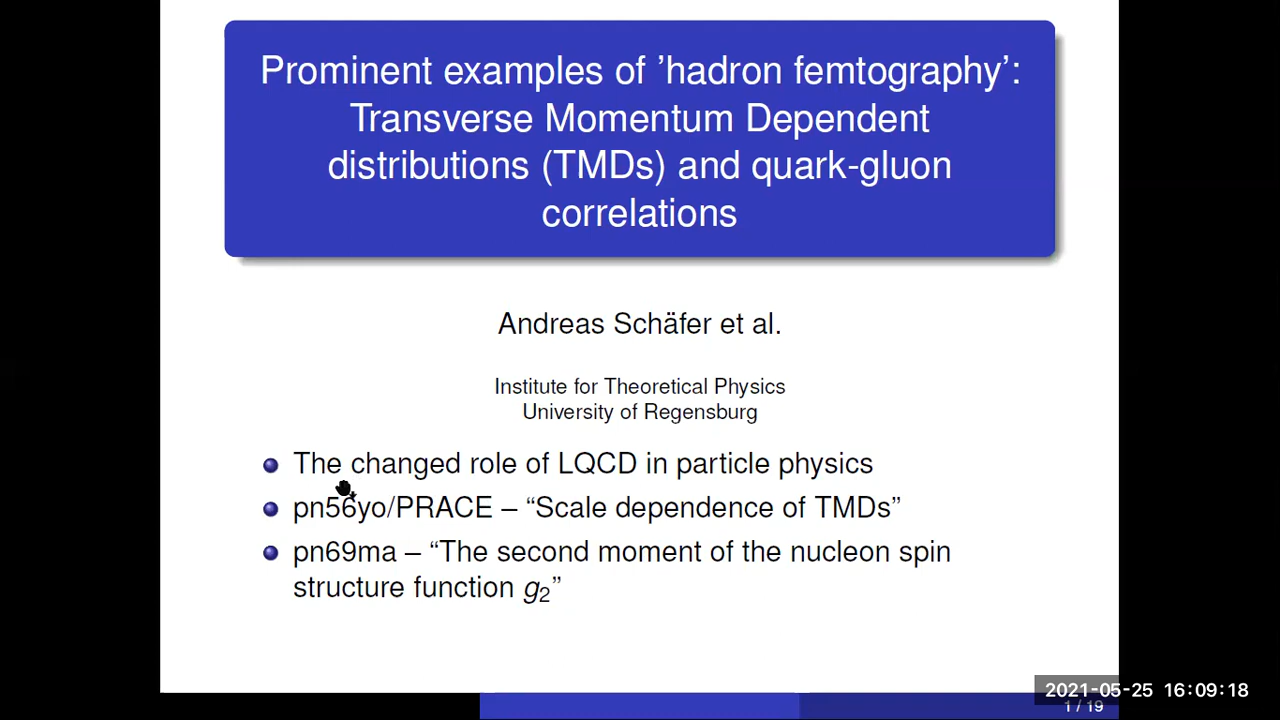 Prominent examples of ’hadron femtography’:
Transverse Momentum Dependent
distributions (TMDs) and quark-gluon
correlations
Andreas Schäfer et al.
Institute for Theoretical Physics
University of Regensburg
The changed role of LQCD in particle physics
pn56yo/PRACE – “Scale dependence of TMDs”
pn69ma – “The second moment of the nucleon spin
structure function g₂”
2021-05-25 16:09:18
1 / 19